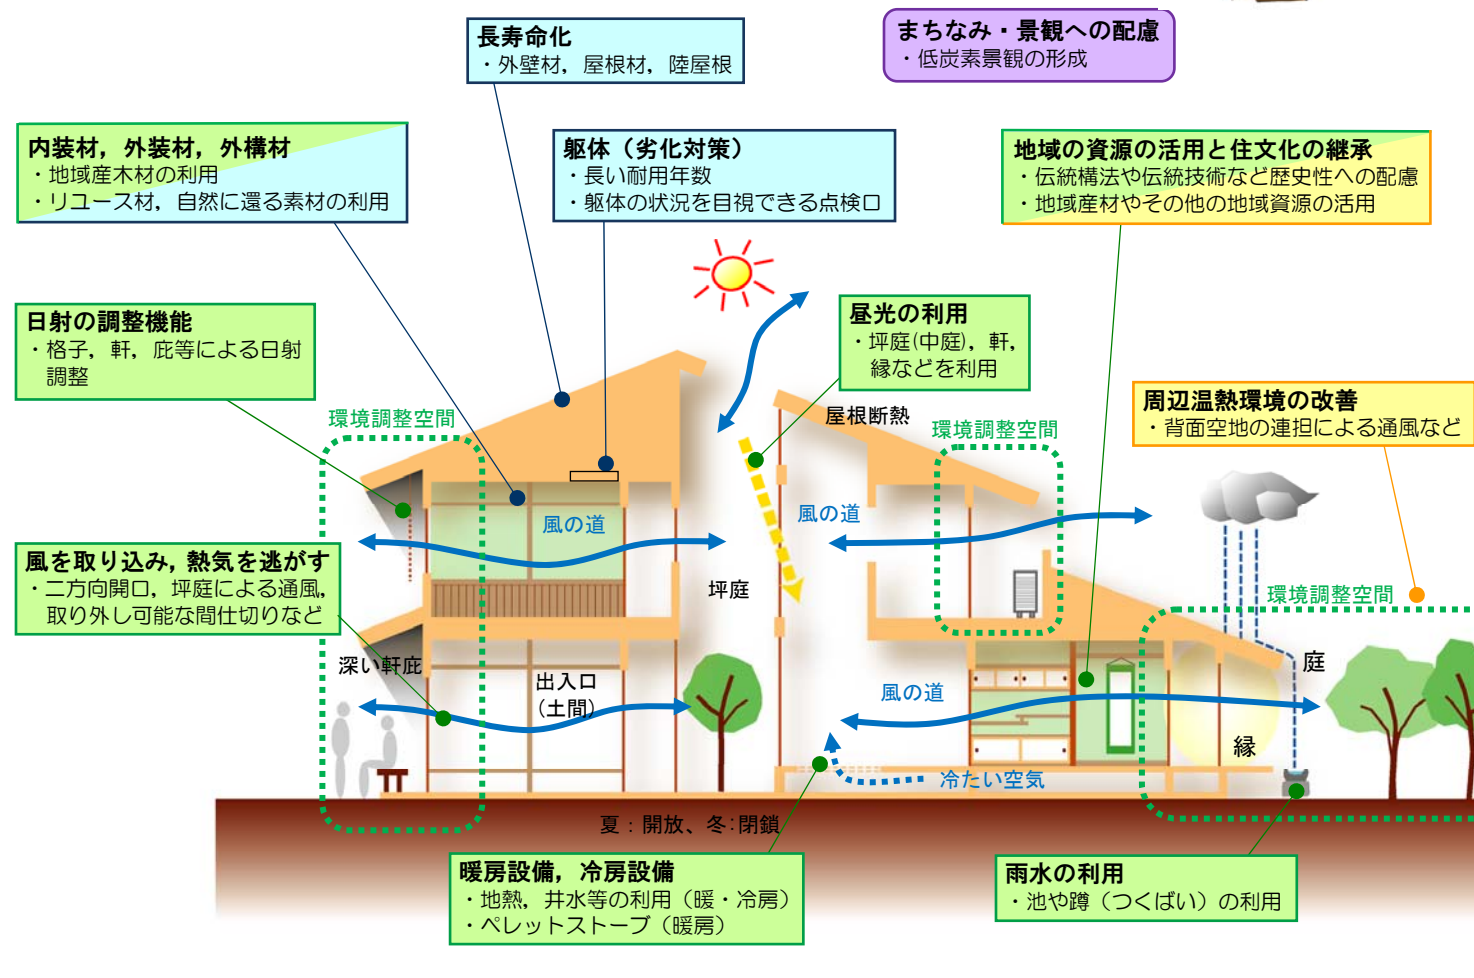 長寿命化
・外壁材，屋根材，陸屋根
まちなみ・景観への配慮
・低炭素景観の形成
内装材，外装材，外構材
・地域産木材の利用
・リユース材，自然に還る素材の利用
躯体（劣化対策）
・長い耐用年数
・躯体の状況を目視できる点検口
地域の資源の活用と住文化の継承
・伝統構法や伝統技術など歴史性への配慮
・地域産材やその他の地域資源の活用
日射の調整機能
・格子，軒，庇等による日射
調整
昼光の利用
・坪庭(中庭)，軒，
縁などを利用
周辺温熱環境の改善
・背面空地の連担による通風など
環境調整空間
屋根断熱
環境調整空間
風の道
風の道
風を取り込み，熱気を逃がす
・二方向開口，坪庭による通風，
取り外し可能な間仕切りなど
坪庭
環境調整空間
深い軒庇
出入口
(土間)
風の道
庭
縁
冷たい空気
夏：開放、冬：閉鎖
暖房設備，冷房設備
・地熱，井水等の利用（暖・冷房）
・ペレットストーブ（暖房）
雨水の利用
・池や蹲（つくばい）の利用